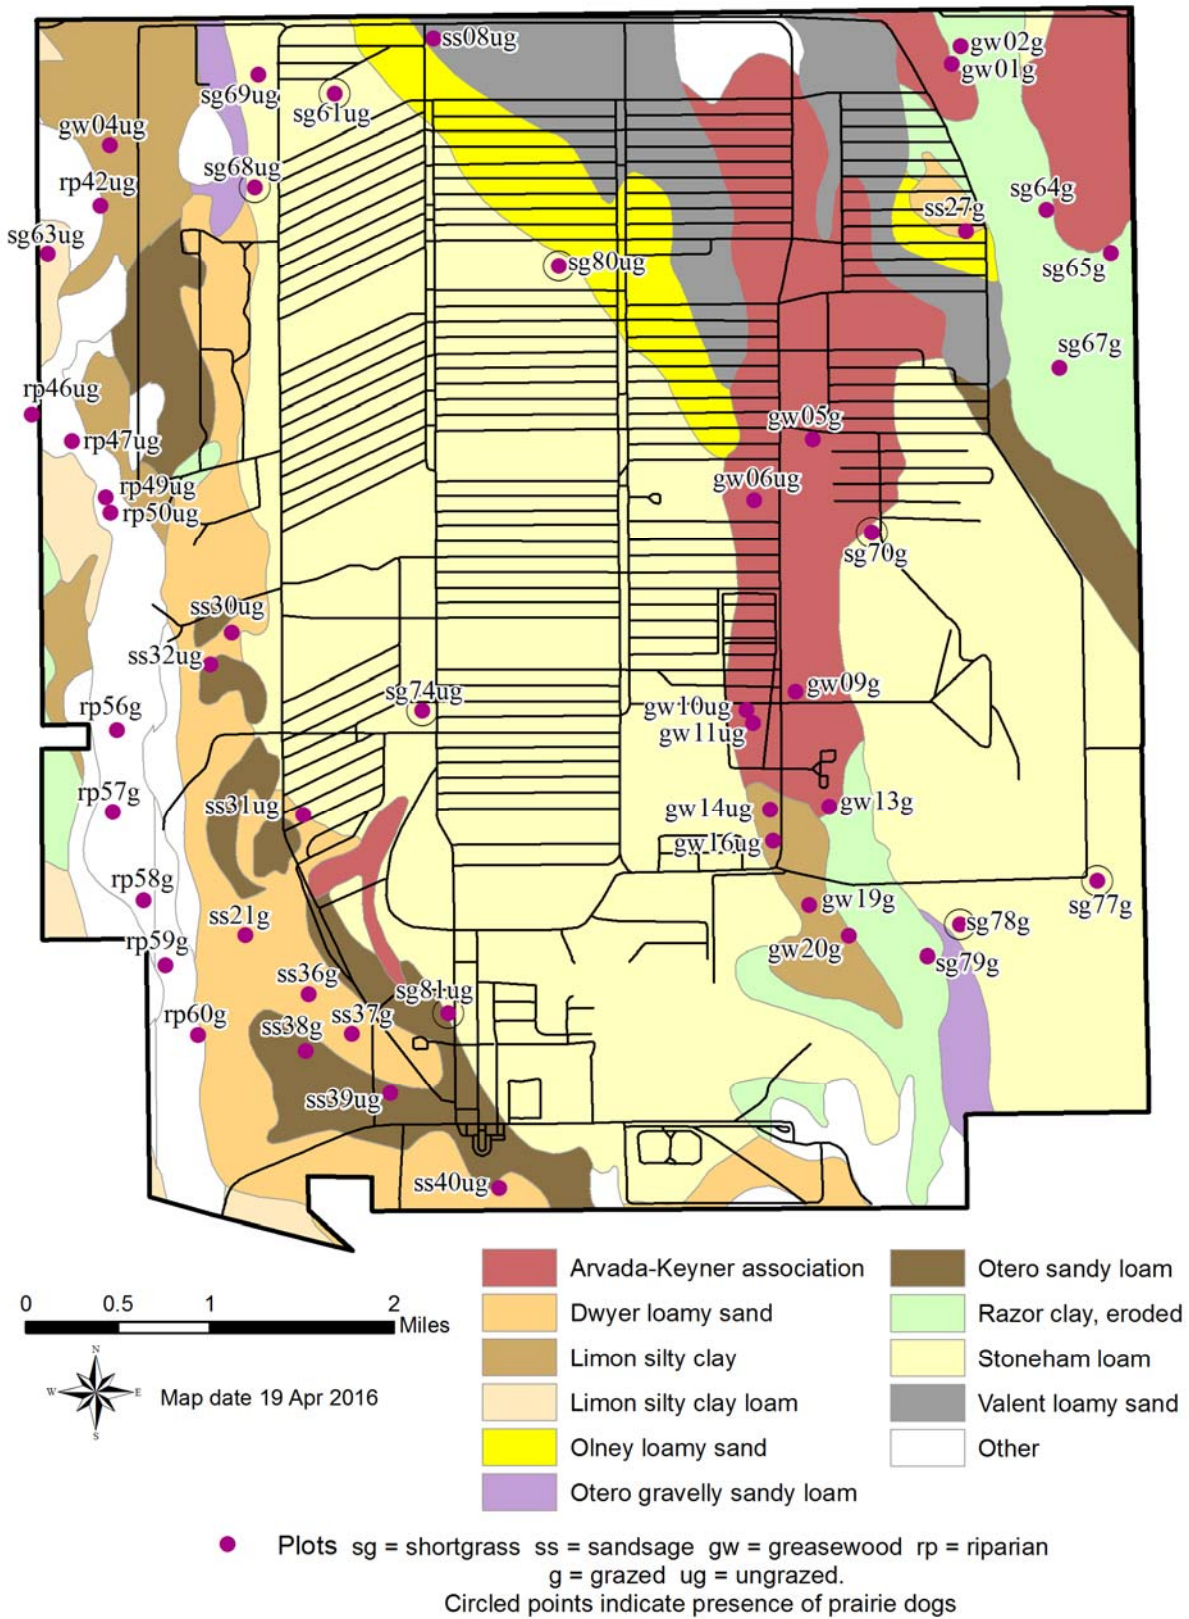 ss08ug
gw02g
gw01g
sg69ug
sg61ug
gw04ug
sg68ug
rp42ug
sg64g
ss27g
sg63ug
sg80ug
sg65g
sg67g
rp46ug
gw05g
rp47ug
gw06ug
rp49ug
rp50ug
sg70g
ss30ug
ss32ug
sg74ug
gw09g
rp56g
gw10ug
gw11ug
rp57g
ss31ug
gw14ug
gw13g
gw16ug
rp58g
sg77g
gw19g
ss21g
sg78g
rp59g
gw20g
sg79g
ss36g
sg81ug
rp60g
ss38g
ss37g
ss39ug
ss40ug
0 0.5 1 2
Miles
N
W E
S
Map date 19 Apr 2016
Arvada-Keyner association
Dwyer loamy sand
Limon silty clay
Limon silty clay loam
Olney loamy sand
Otero gravelly sandy loam
Otero sandy loam
Razor clay, eroded
Stoneham loam
Valent loamy sand
Other
Plots sg = shortgrass ss = sandsage gw = greasewood rp = riparian
g = grazed ug = ungrazed.
Circled points indicate presence of prairie dogs